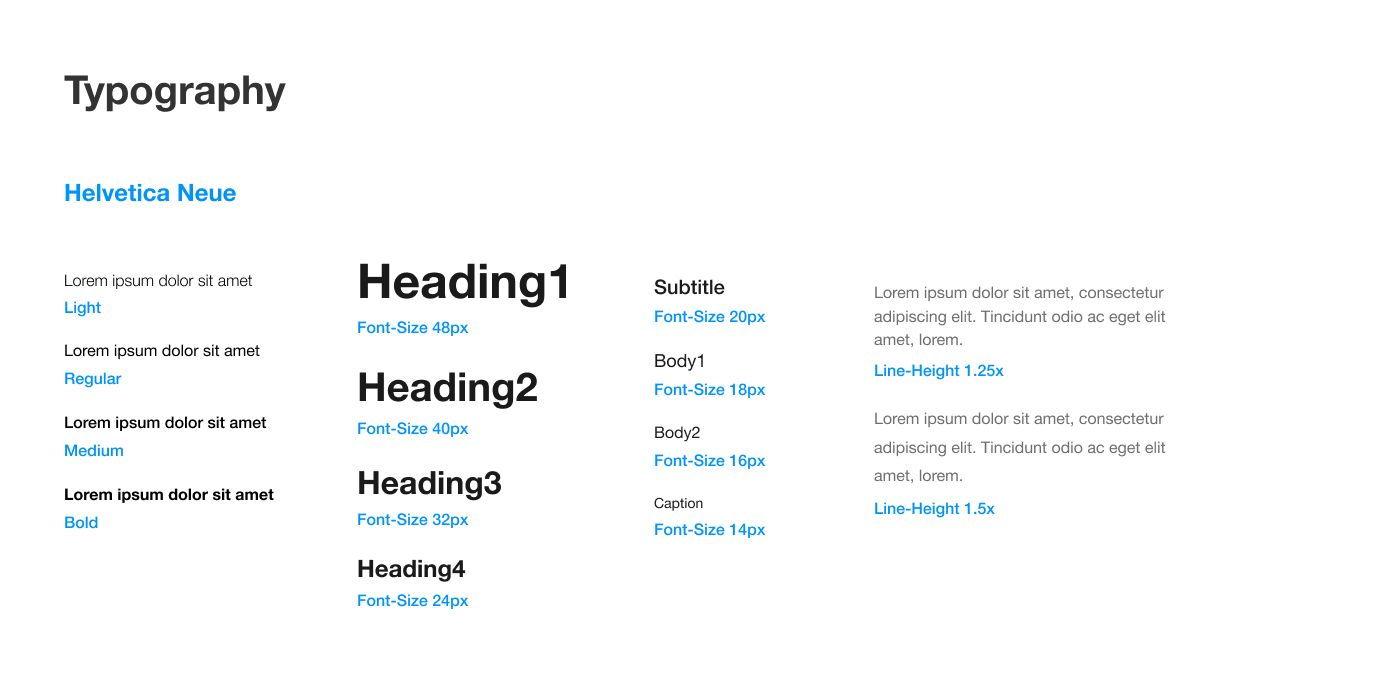 Typography
Helvetica Neue
Lorem ipsum dolor sit amet
Light
Lorem ipsum dolor sit amet
Regular
Lorem ipsum dolor sit amet
Medium
Lorem ipsum dolor sit amet
Bold
Heading1
Font-Size 48px
Heading2
Font-Size 40px
Heading3
Font-Size 32px
Heading4
Font-Size 24px
Subtitle
Font-Size 20px
Body1
Font-Size 18px
Body2
Font-Size 16px
Caption
Font-Size 14px
Lorem ipsum dolor sit amet, consectetur
adipiscing elit. Tincidunt odio ac eget elit
amet, lorem.
Line-Height 1.25x
Lorem ipsum dolor sit amet, consectetur
adipiscing elit. Tincidunt odio ac eget elit
amet, lorem.
Line-Height 1.5x